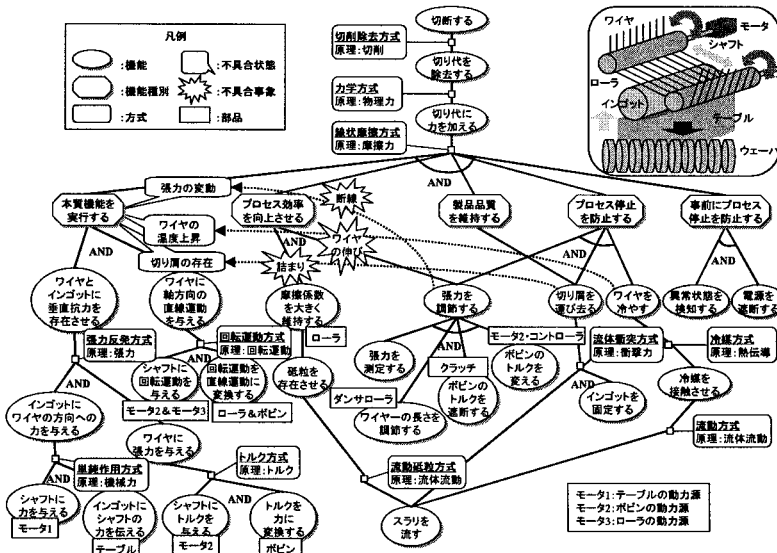 凡例
:機能
:機能種別
:方式
:不具合状態
:不具合事象
:部品
切断する
切削除去方式
原理:切削
切り代を
除去する
力学方式
原理:物理力
切り代に
力を加える
線状摩擦方式
原理:摩擦力
ワイヤ
モータ
シャフト
ローラ
インゴット
テーブル
ウェーハ
AND
本質機能を
実行する
張力の変動
ワイヤの
温度上昇
切り屑の存在
プロセス効率
を向上させる
断線
ワイヤ
の伸び
詰まり
製品品質
を維持する
プロセス停止
を防止する
事前にプロセス
停止を防止する
AND
AND
AND
AND
ワイヤと
インゴットに
垂直抗力を
存在させる
ワイヤに
軸方向の
直線運動
を与える
摩擦係数
を大きく
維持する
ローラ
張力を
調節する
切り屑を
運び去る
ワイヤを
冷やす
異常状態を
検知する
電源を
遮断する
張力反発方式
原理:張力
AND
回転運動方式
原理:回転運動
シャフトに
回転運動を
与える
回転運動を
直線運動に
変換する
ローラ&ボビン
砥粒を
存在させる
AND
張力を
測定する
ダンサローラ
ワイヤーの長さを
調節する
クラッチ
ボビンの
トルクを
遮断する
モータ2・コントローラ
ボビンの
トルクを
変える
流体衝突方式
原理:衝撃力
AND
インゴットを
固定する
冷媒方式
原理:熱伝導
冷媒を
接触させる
AND
インゴットに
ワイヤの方向への
力を与える
モータ2&モータ3
ワイヤに
張力を与える
単純作用方式
原理:機械力
AND
シャフトに
力を与える
モータ1
インゴットに
シャフトの
力を伝える
テーブル
トルク方式
原理:トルク
AND
シャフトに
トルクを
与える
モータ2
トルクを
力に
変換する
ボビン
流動砥粒方式
原理:流体流動
流動方式
原理:流体流動
スラリを
流す
モータ1:テーブルの動力源
モータ2:ボビンの動力源
モータ3:ローラの動力源